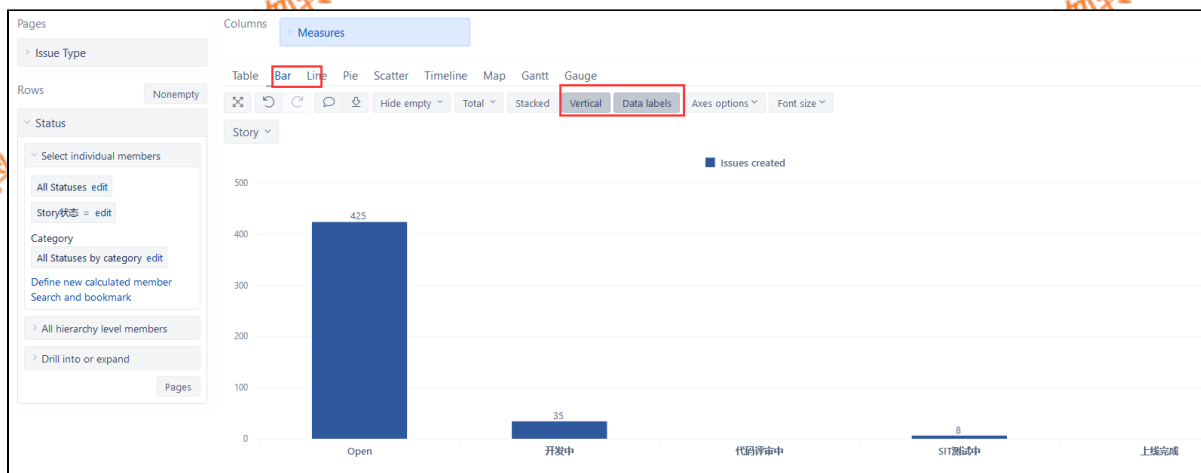 Pages
Issue Type
Rows
Nonempty
Status
Select individual members
All Statuses edit
Story状态 = edit
Category
All Statuses by category edit
Define new calculated member
Search and bookmark
All hierarchy level members
Drill into or expand
Pages
Columns
Measures
Table Bar Line Pie Scatter Timeline Map Gantt Gauge
Hide empty Total Stacked Vertical Data labels Axes options Font size
Story
Issues created
500
425
400
300
200
100
35
8
0
Open 开发中 代码评审中 SIT测试中 上线完成